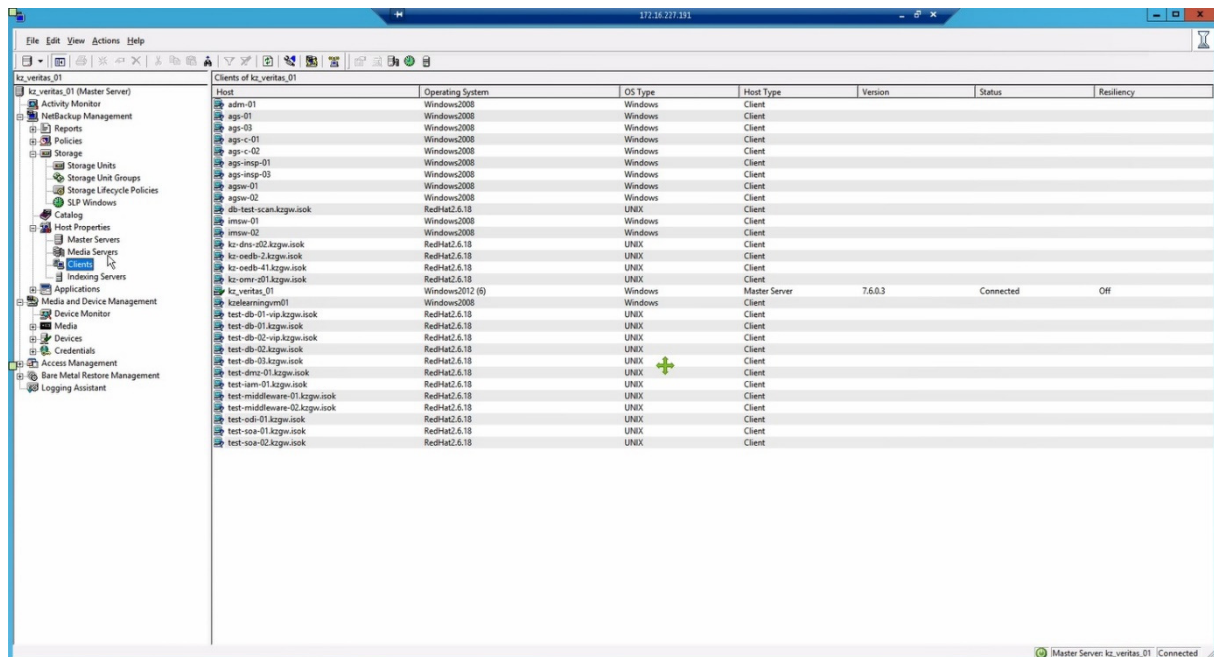 172.16.227.191
File Edit View Actions Help
kz_veritas_01
kz_veritas_01 (Master Server)
Activity Monitor
NetBackup Management
Reports
Policies
Storage
Storage Units
Storage Unit Groups
Storage Lifecycle Policies
SLP Windows
Catalog
Host Properties
Master Servers
Media Servers
Clients
Indexing Servers
Applications
Media and Device Management
Device Monitor
Media
Devices
Credentials
Access Management
Bare Metal Restore Management
Logging Assistant
Clients of kz_veritas_01
Host Operating System OS Type Host Type Version Status Resiliency
adm-01 Windows2008 Windows Client
ags-01 Windows2008 Windows Client
ags-03 Windows2008 Windows Client
ags-c-01 Windows2008 Windows Client
ags-c-02 Windows2008 Windows Client
ags-insp-01 Windows2008 Windows Client
ags-insp-03 Windows2008 Windows Client
agsw-01 Windows2008 Windows Client
agsw-02 Windows2008 Windows Client
db-test-scan.kzgw.isok RedHat2.6.18 UNIX Client
imsw-01 Windows2008 Windows Client
imsw-02 Windows2008 Windows Client
kz-dns-z02.kzgw.isok RedHat2.6.18 UNIX Client
kz-oedb-2.kzgw.isok RedHat2.6.18 UNIX Client
kz-oedb-41.kzgw.isok RedHat2.6.18 UNIX Client
kz-omr-z01.kzgw.isok RedHat2.6.18 UNIX Client
kz_veritas_01 Windows2012 (6) Windows Master Server 7.6.0.3 Connected Off
kzelearningvm01 Windows2008 Windows Client
test-db-01-vip.kzgw.isok RedHat2.6.18 UNIX Client
test-db-01.kzgw.isok RedHat2.6.18 UNIX Client
test-db-02-vip.kzgw.isok RedHat2.6.18 UNIX Client
test-db-02.kzgw.isok RedHat2.6.18 UNIX Client
test-db-03.kzgw.isok RedHat2.6.18 UNIX Client
test-dmz-01.kzgw.isok RedHat2.6.18 UNIX Client
test-iam-01.kzgw.isok RedHat2.6.18 UNIX Client
test-middleware-01.kzgw.isok RedHat2.6.18 UNIX Client
test-middleware-02.kzgw.isok RedHat2.6.18 UNIX Client
test-odi-01.kzgw.isok RedHat2.6.18 UNIX Client
test-soa-01.kzgw.isok RedHat2.6.18 UNIX Client
test-soa-02.kzgw.isok RedHat2.6.18 UNIX Client
Master Server: kz_veritas_01 Connected